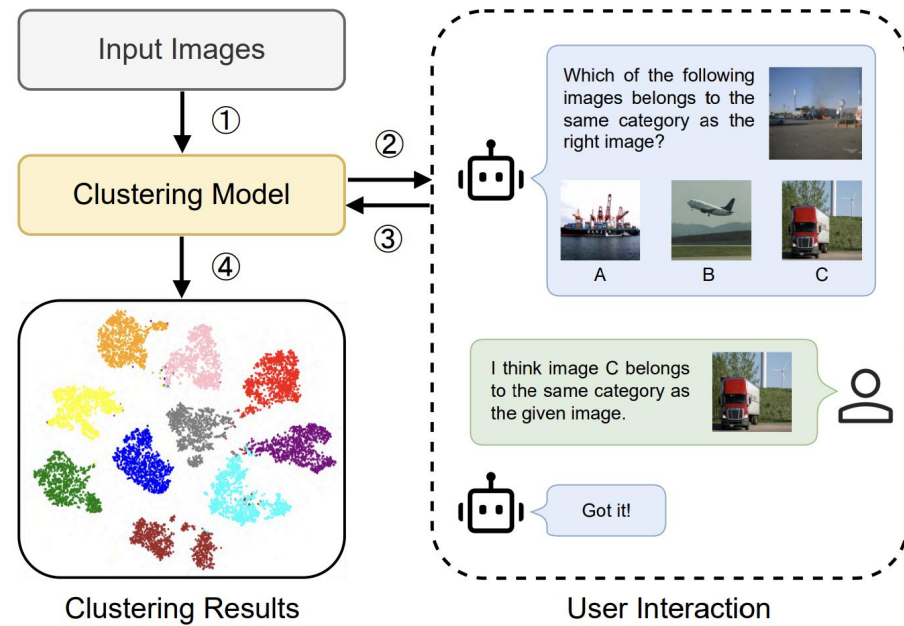 Input Images
①
Clustering Model
②
③
④
Clustering Results
Which of the following
images belongs to the
same category as the
right image?
A
B
C
I think image C belongs
to the same category as
the given image.
Got it!
User Interaction